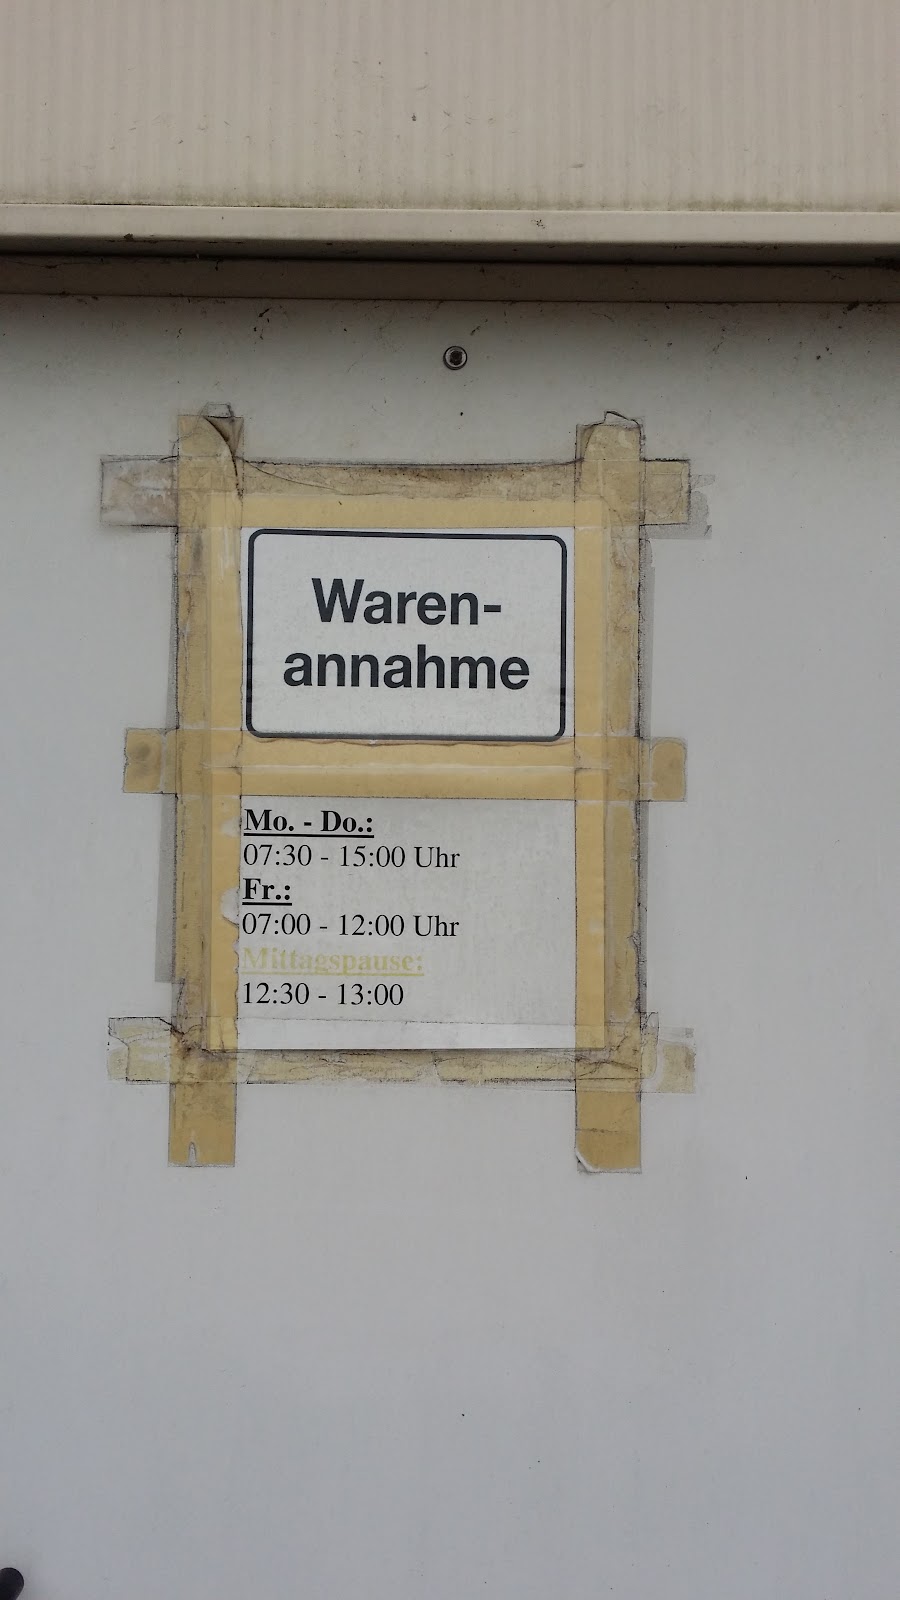 Waren-
annahme
Mo. - Do.:
07:30 - 15:00 Uhr
Fr.:
07:00 - 12:00 Uhr
Mittagspause:
12:30 - 13:00